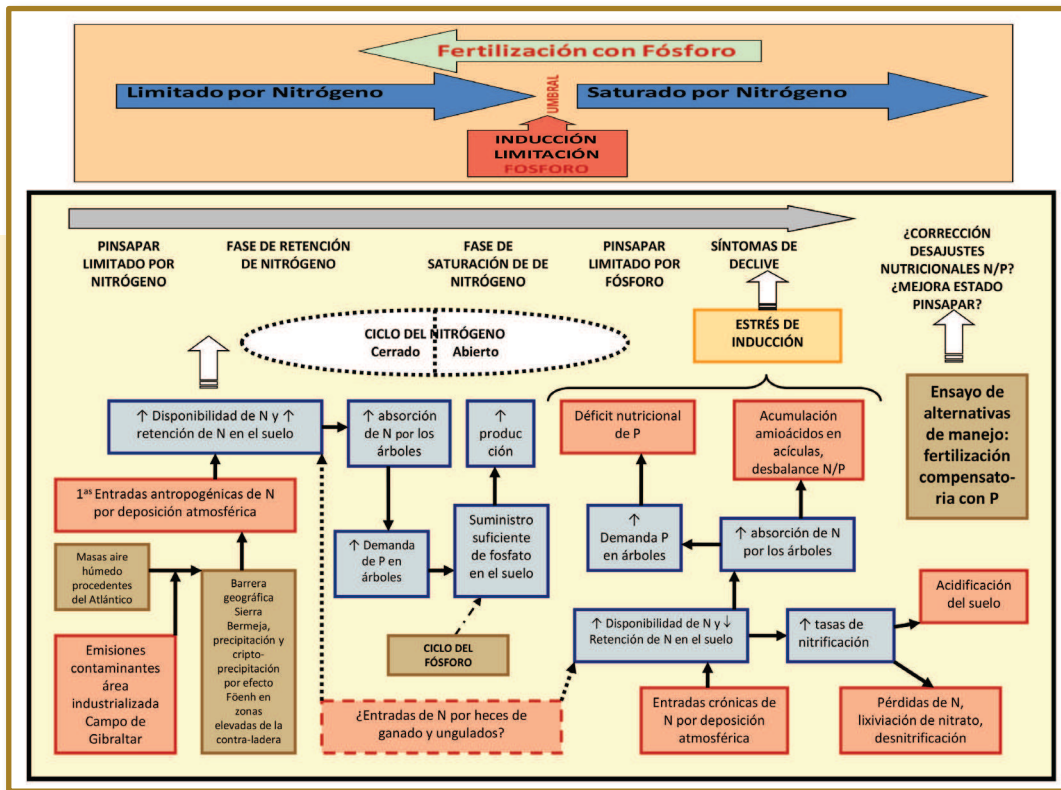 Fertilización con Fósforo
Limitado por Nitrógeno
UMBRAL
Saturado por Nitrógeno
INDUCCIÓN
LIMITACIÓN
FOSFORO
PINSAPAR
LIMITADO POR
NITRÓGENO
FASE DE RETENCIÓN
DE NITRÓGENO
FASE DE
SATURACIÓN DE DE
NITRÓGENO
PINSAPAR
LIMITADO POR
FÓSFORO
SÍNTOMAS DE
DECLIVE
¿CORRECCIÓN
DESAJUSTES
NUTRICIONALES N/P?
¿MEJORA ESTADO
PINSAPAR?
CICLO DEL NITRÓGENO
Cerrado Abierto
ESTRÉS DE
INDUCCIÓN
↑ Disponibilidad de N y ↑
retención de N en el suelo
↑ absorción
de N por los
árboles
↑
produc
ción
Déficit nutricional
de P
Acumulación
amioácidos en
acículas,
desbalance N/P
Ensayo de
alternativas
de manejo:
fertilización
compensato-
ria con P
1as Entradas antropogénicas de N
por deposición atmosférica
↑ Demanda
de P en
árboles
Suministro
suficiente
de fosfato
en el suelo
↑
Demanda P
en árboles
↑ absorción de N
por los árboles
Masas aire
húmedo
procedentes
del Atlántico
Barrera
geográfica
Sierra
Bermeja,
precipitación y
cripto-
precipitación
por efecto
Föenh en
zonas
elevadas de la
contra-ladera
Emisiones
contaminantes
área
industrializada
Campo de
Gibraltar
CICLO DEL
FÓSFORO
¿Entradas de N por heces de
ganado y ungulados?
↑ Disponibilidad de N y ↓
Retención de N en el suelo
↑ tasas de
nitrificación
Acidificación
del suelo
Entradas crónicas de
N por deposición
atmosférica
Pérdidas de N,
lixiviación de nitrato,
desnitrificación